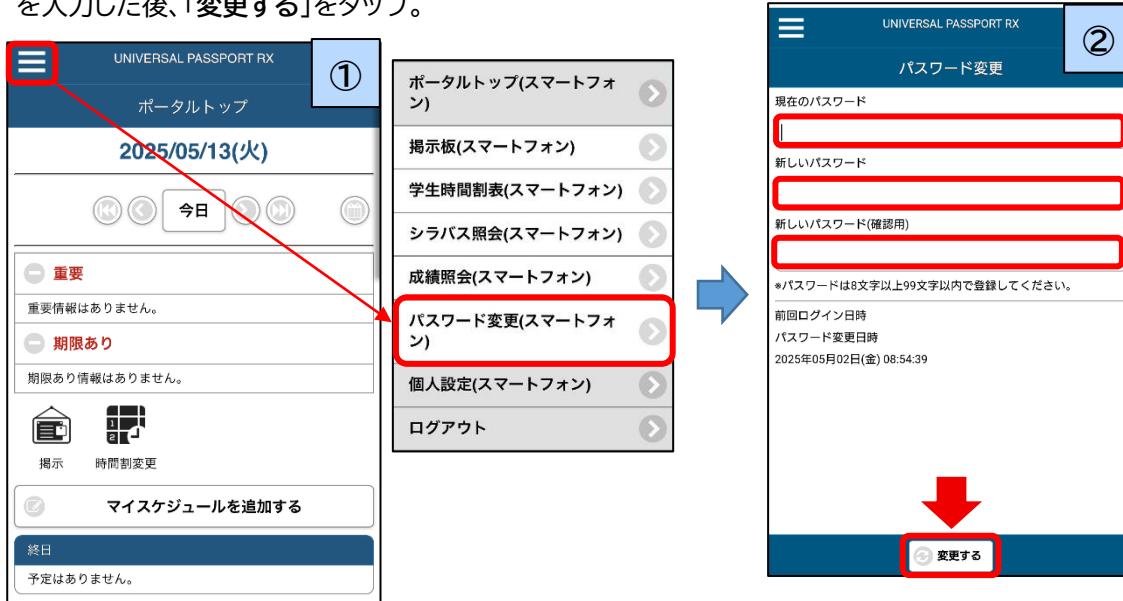 を入力した後、「変更する」をタップ。
UNIVERSAL PASSPORT RX
①
ポータルトップ
2025/05/13(火)
今日
重要
重要情報はありません。
期限あり
期限あり情報はありません。
1
2
掲示
時間割変更
マイスケジュールを追加する
終日
予定はありません。
ポータルトップ(スマートフォ
ン)
掲示板(スマートフォン)
学生時間割表(スマートフォン)
シラバス照会(スマートフォン)
成績照会(スマートフォン)
パスワード変更(スマートフォ
ン)
個人設定(スマートフォン)
ログアウト
UNIVERSAL PASSPORT RX
②
パスワード変更
現在のパスワード
新しいパスワード
新しいパスワード(確認用)
*パスワードは8文字以上99文字以内で登録してください。
前回ログイン日時
パスワード変更日時
2025年05月02日(金) 08:54:39
変更する